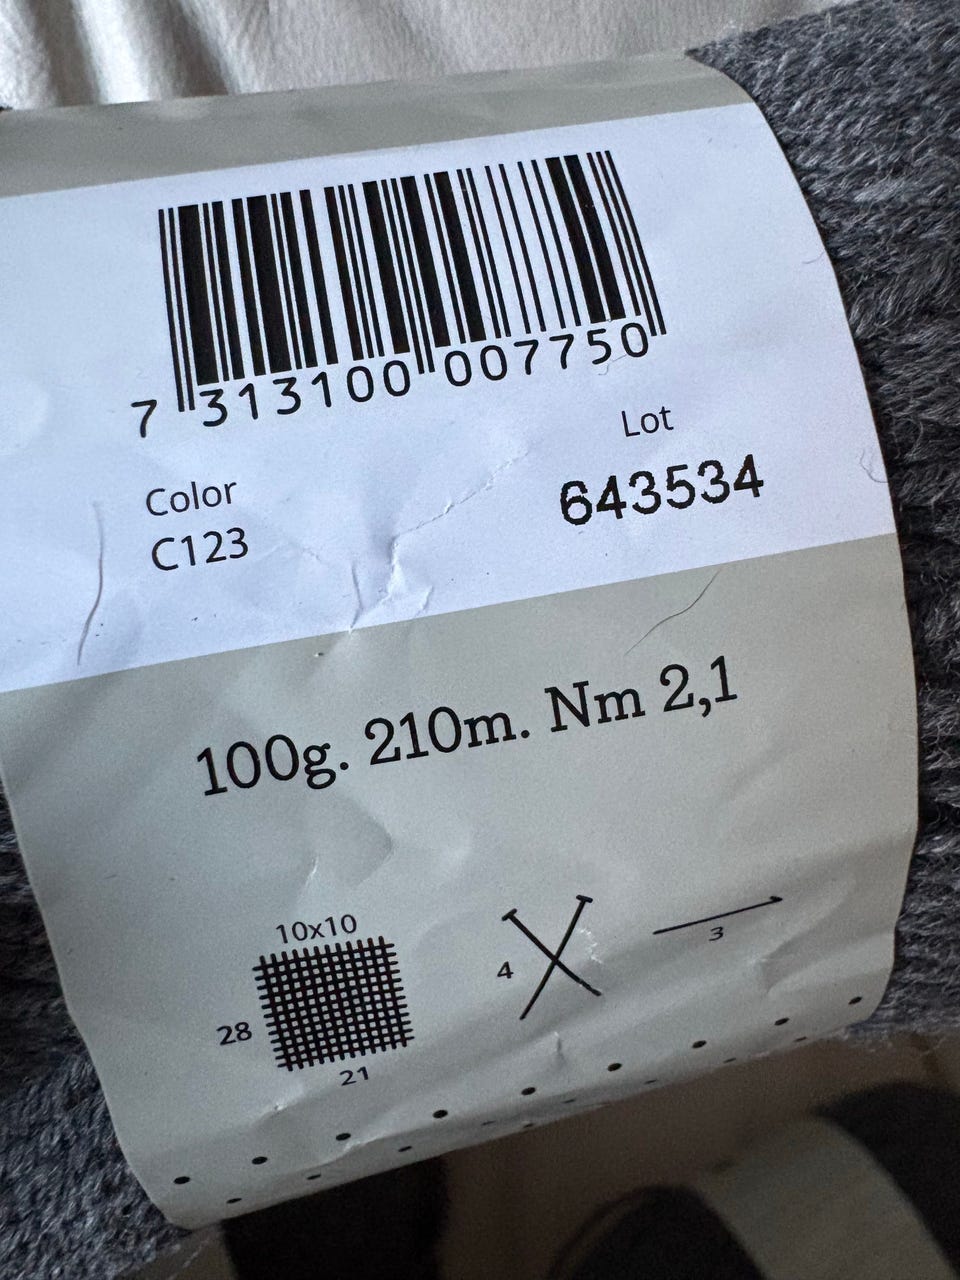 7 313100 007750
Lot
643534
Color
C123
100g. 210m. Nm 2,1
10x10
28
21
4
3